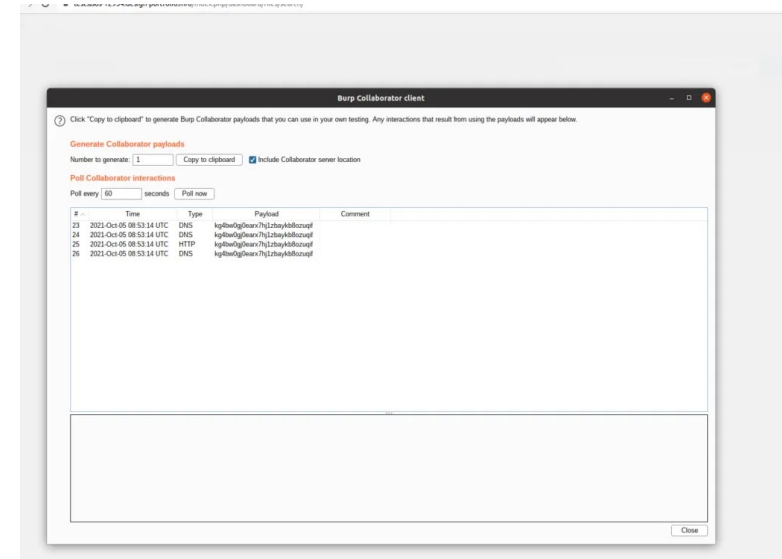 Burp Collaborator client
Click "Copy to clipboard" to generate Burp Collaborator payloads that you can use in your own testing. Any interactions that result from using the payloads will appear below.
Generate Collaborator payloads
Number to generate: 1 Copy to clipboard Include Collaborator server location
Poll Collaborator interactions
Poll every 60 seconds Poll now
# Time Type Payload Comment
23 2021-Oct-05 08:53:14 UTC DNS
24 2021-Oct-05 08:53:14 UTC DNS
25 2021-Oct-05 08:53:14 UTC HTTP
26 2021-Oct-05 08:53:14 UTC DNS
Close